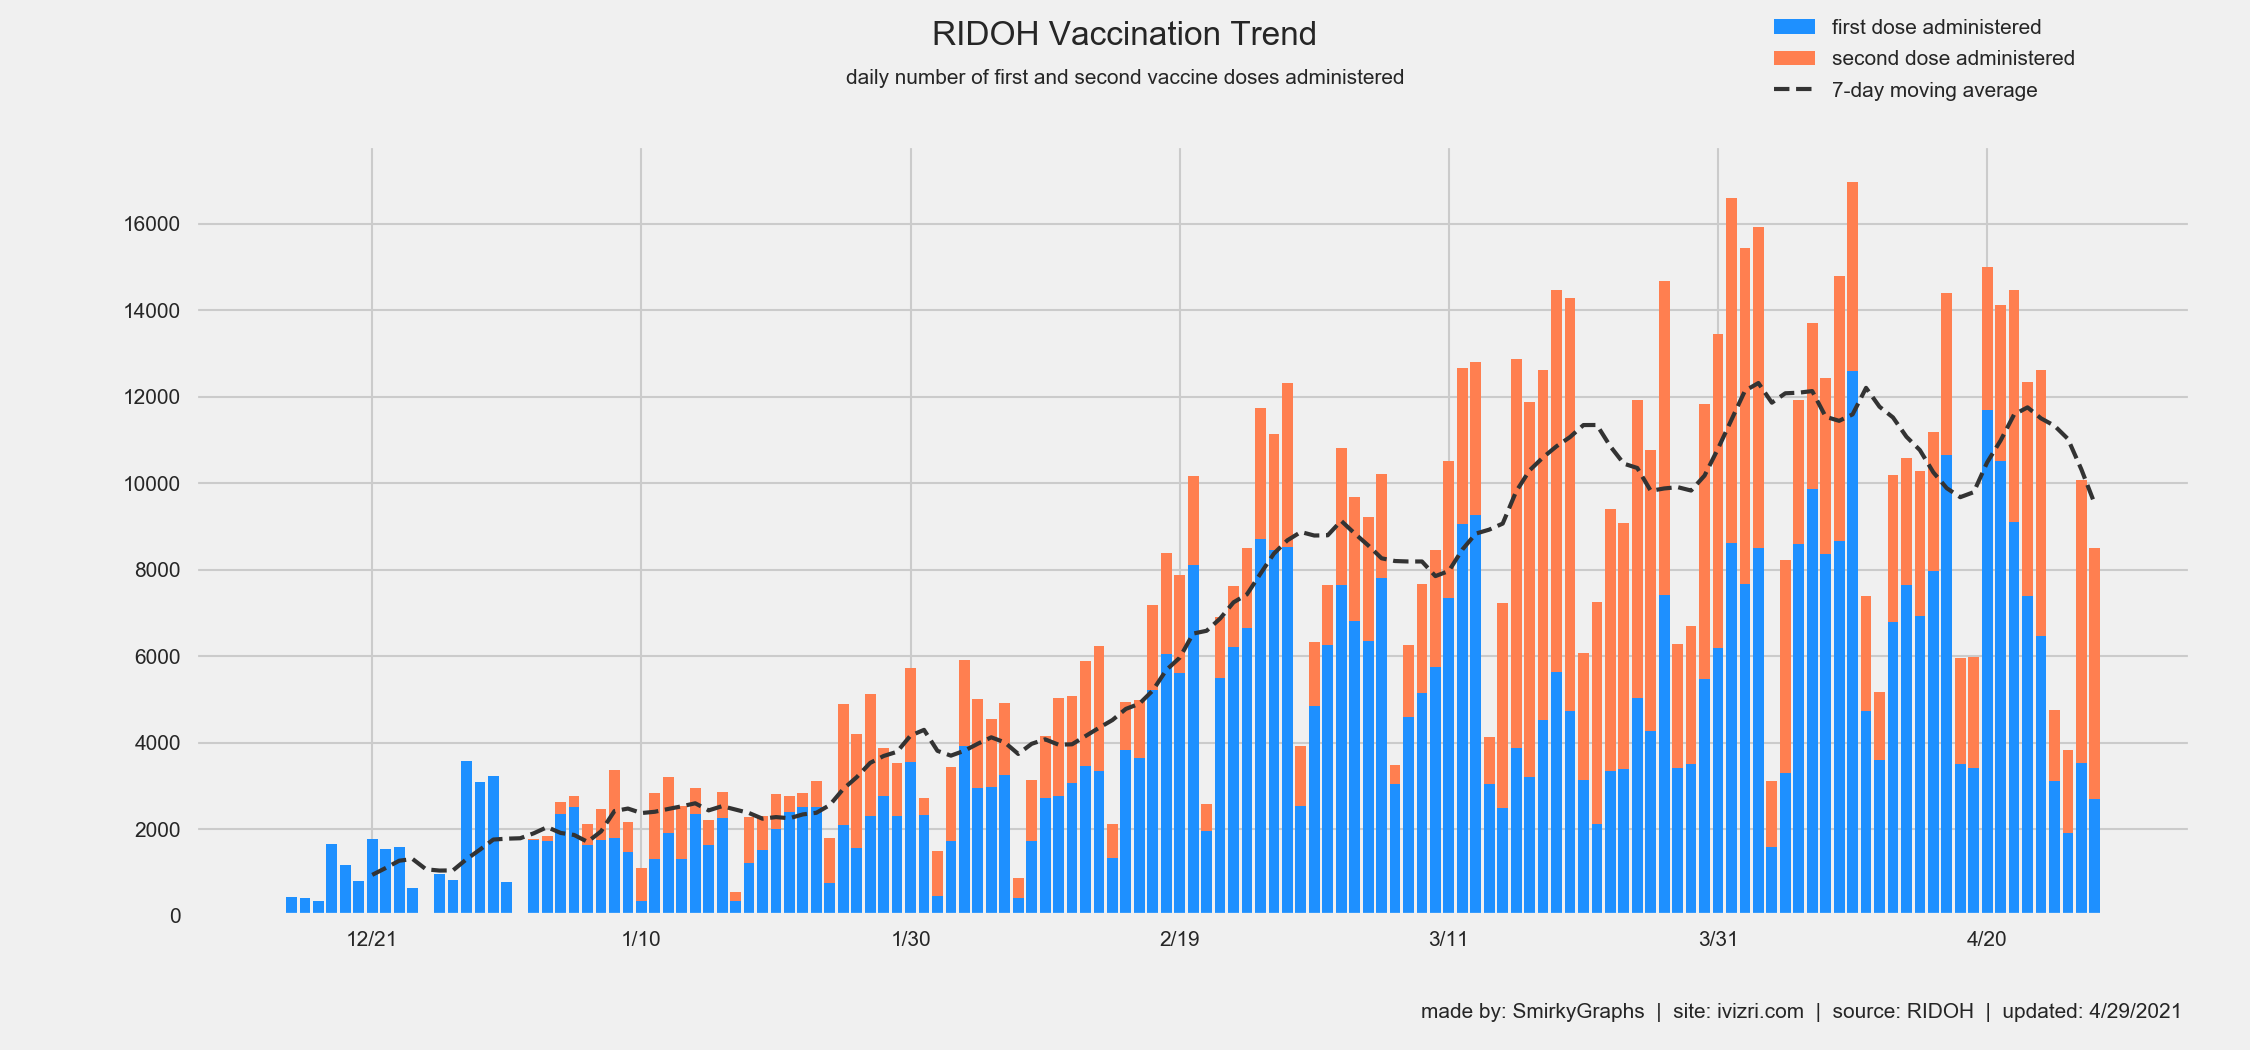 RIDOH Vaccination Trend
daily number of first and second vaccine doses administered
first dose administered
second dose administered
7-day moving average
16000
14000
12000
10000
8000
6000
4000
2000
0
12/21 1/10 1/30 2/19 3/11 3/31 4/20
made by: SmirkyGraphs | site: ivizri.com | source: RIDOH | updated: 4/29/2021